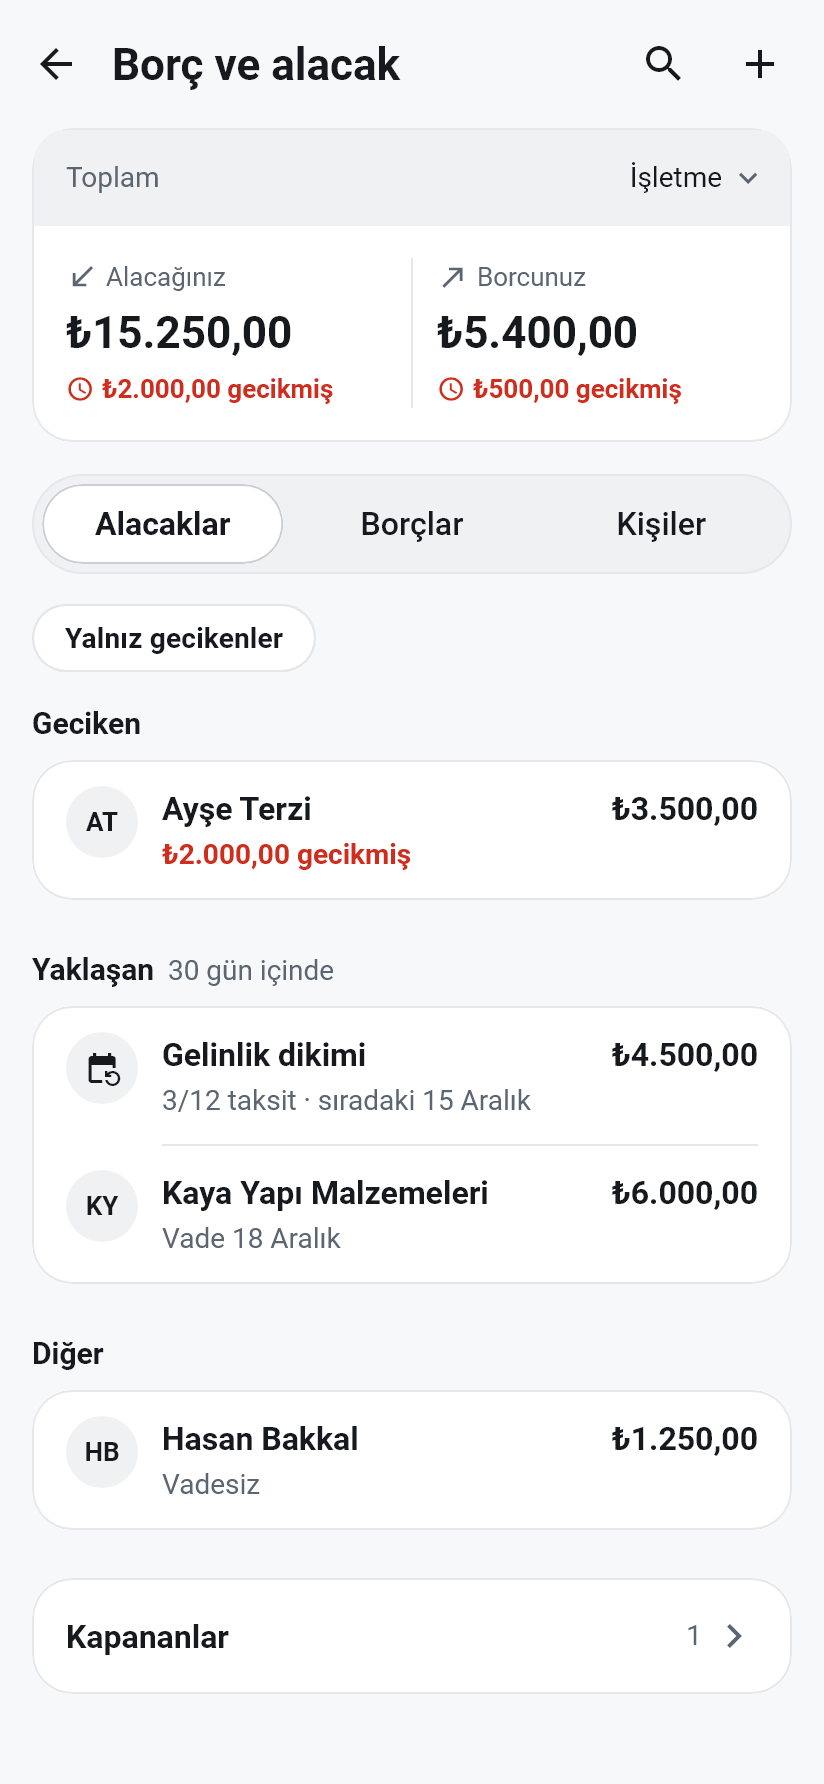 Borç ve alacak
Toplam İşletme
Alacağınız
₺15.250,00
₺2.000,00 gecikmiş
Borcunuz
₺5.400,00
₺500,00 gecikmiş
Alacaklar Borçlar Kişiler
Yalnız gecikenler
Geciken
AT Ayşe Terzi ₺3.500,00
₺2.000,00 gecikmiş
Yaklaşan 30 gün içinde
Gelinlik dikimi ₺4.500,00
3/12 taksit · sıradaki 15 Aralık
KY Kaya Yapı Malzemeleri ₺6.000,00
Vade 18 Aralık
Diğer
HB Hasan Bakkal ₺1.250,00
Vadesiz
Kapananlar 1